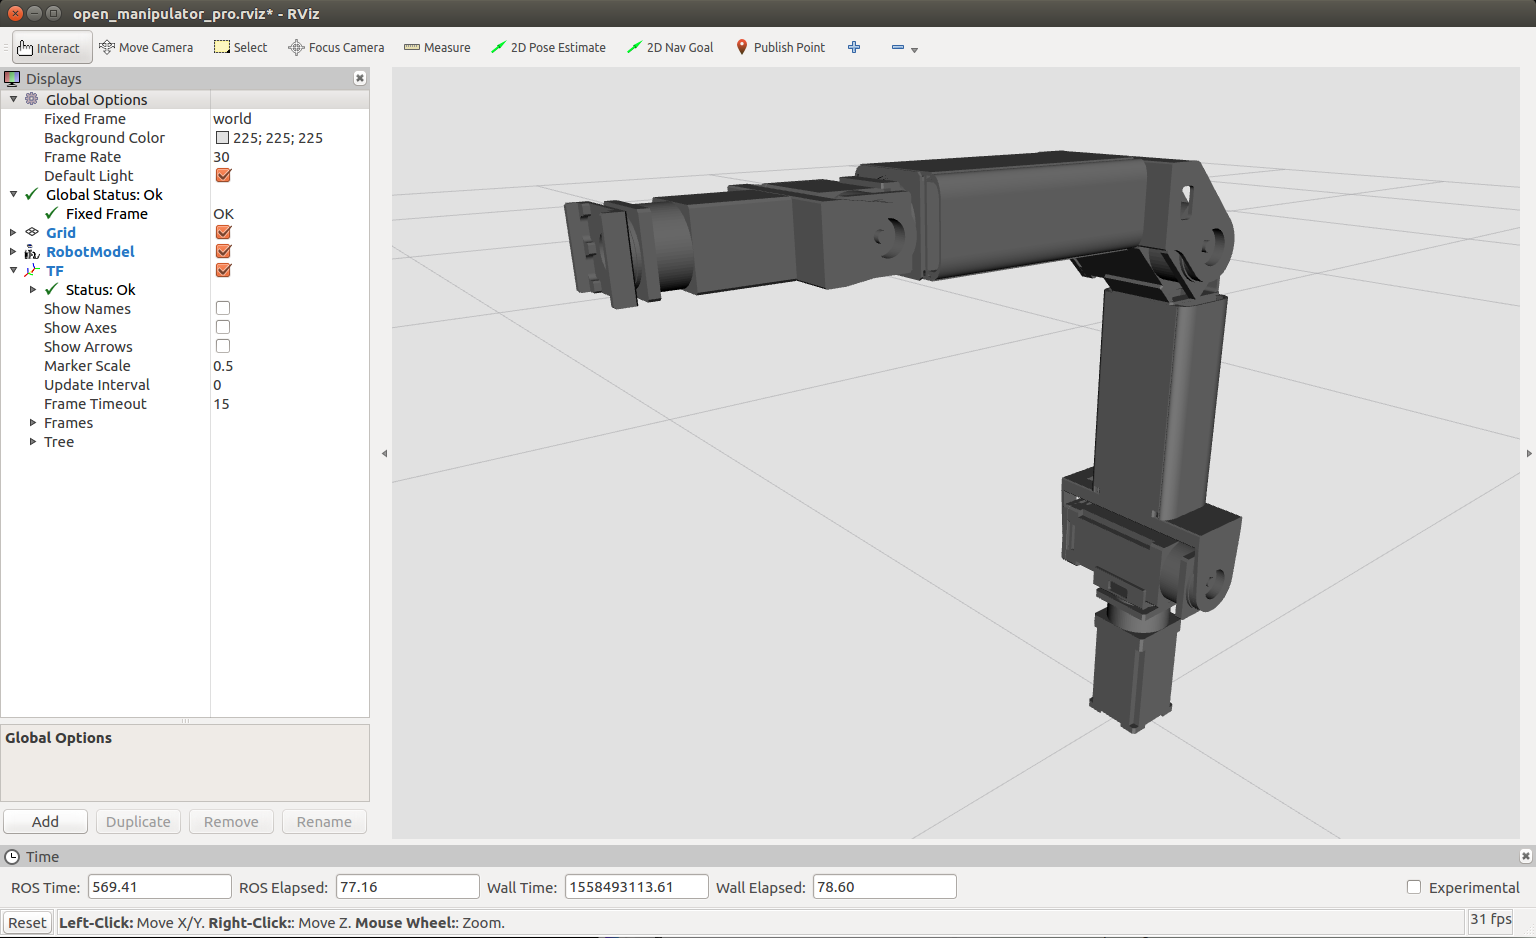 open_manipulator_pro.rviz* - RViz
Interact Move Camera Select Focus Camera Measure 2D Pose Estimate 2D Nav Goal Publish Point
Displays
Global Options
Fixed Frame world
Background Color 225; 225; 225
Frame Rate 30
Default Light
Global Status: Ok
Fixed Frame OK
Grid
RobotModel
TF
Status: Ok
Show Names
Show Axes
Show Arrows
Marker Scale 0.5
Update Interval 0
Frame Timeout 15
Frames
Tree
Global Options
Add Duplicate Remove Rename
Time
ROS Time: 569.41 ROS Elapsed: 77.16 Wall Time: 1558493113.61 Wall Elapsed: 78.60 Experimental
Reset Left-Click: Move X/Y. Right-Click:: Move Z. Mouse Wheel:: Zoom. 31 fps